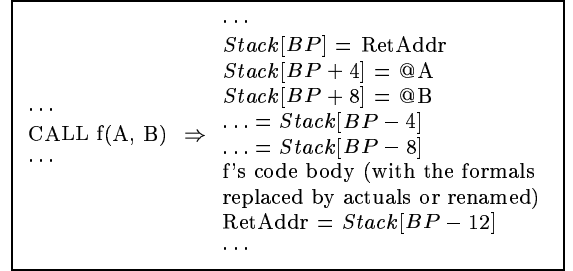 ...
CALL f(A, B) ⇒
...
...
Stack[BP] = RetAddr
Stack[BP + 4] = @A
Stack[BP + 8] = @B
... = Stack[BP − 4]
... = Stack[BP − 8]
f's code body (with the formals
replaced by actuals or renamed)
RetAddr = Stack[BP − 12]
...